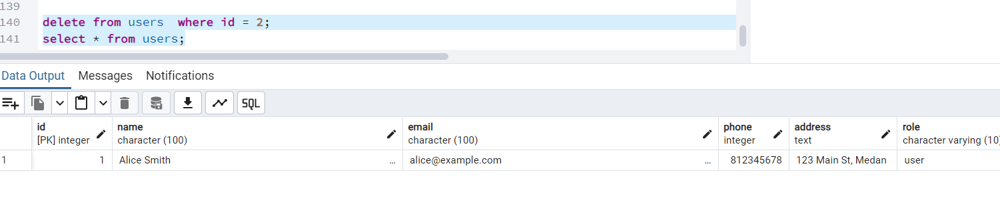 139
140 delete from users  where id = 2;
141 select * from users;
Data Output Messages Notifications
SQL
id name email phone address role
[PK] integer character (100) character (100) integer text character varying (10)
1 1 Alice Smith ... alice@example.com ... 812345678 123 Main St, Medan user